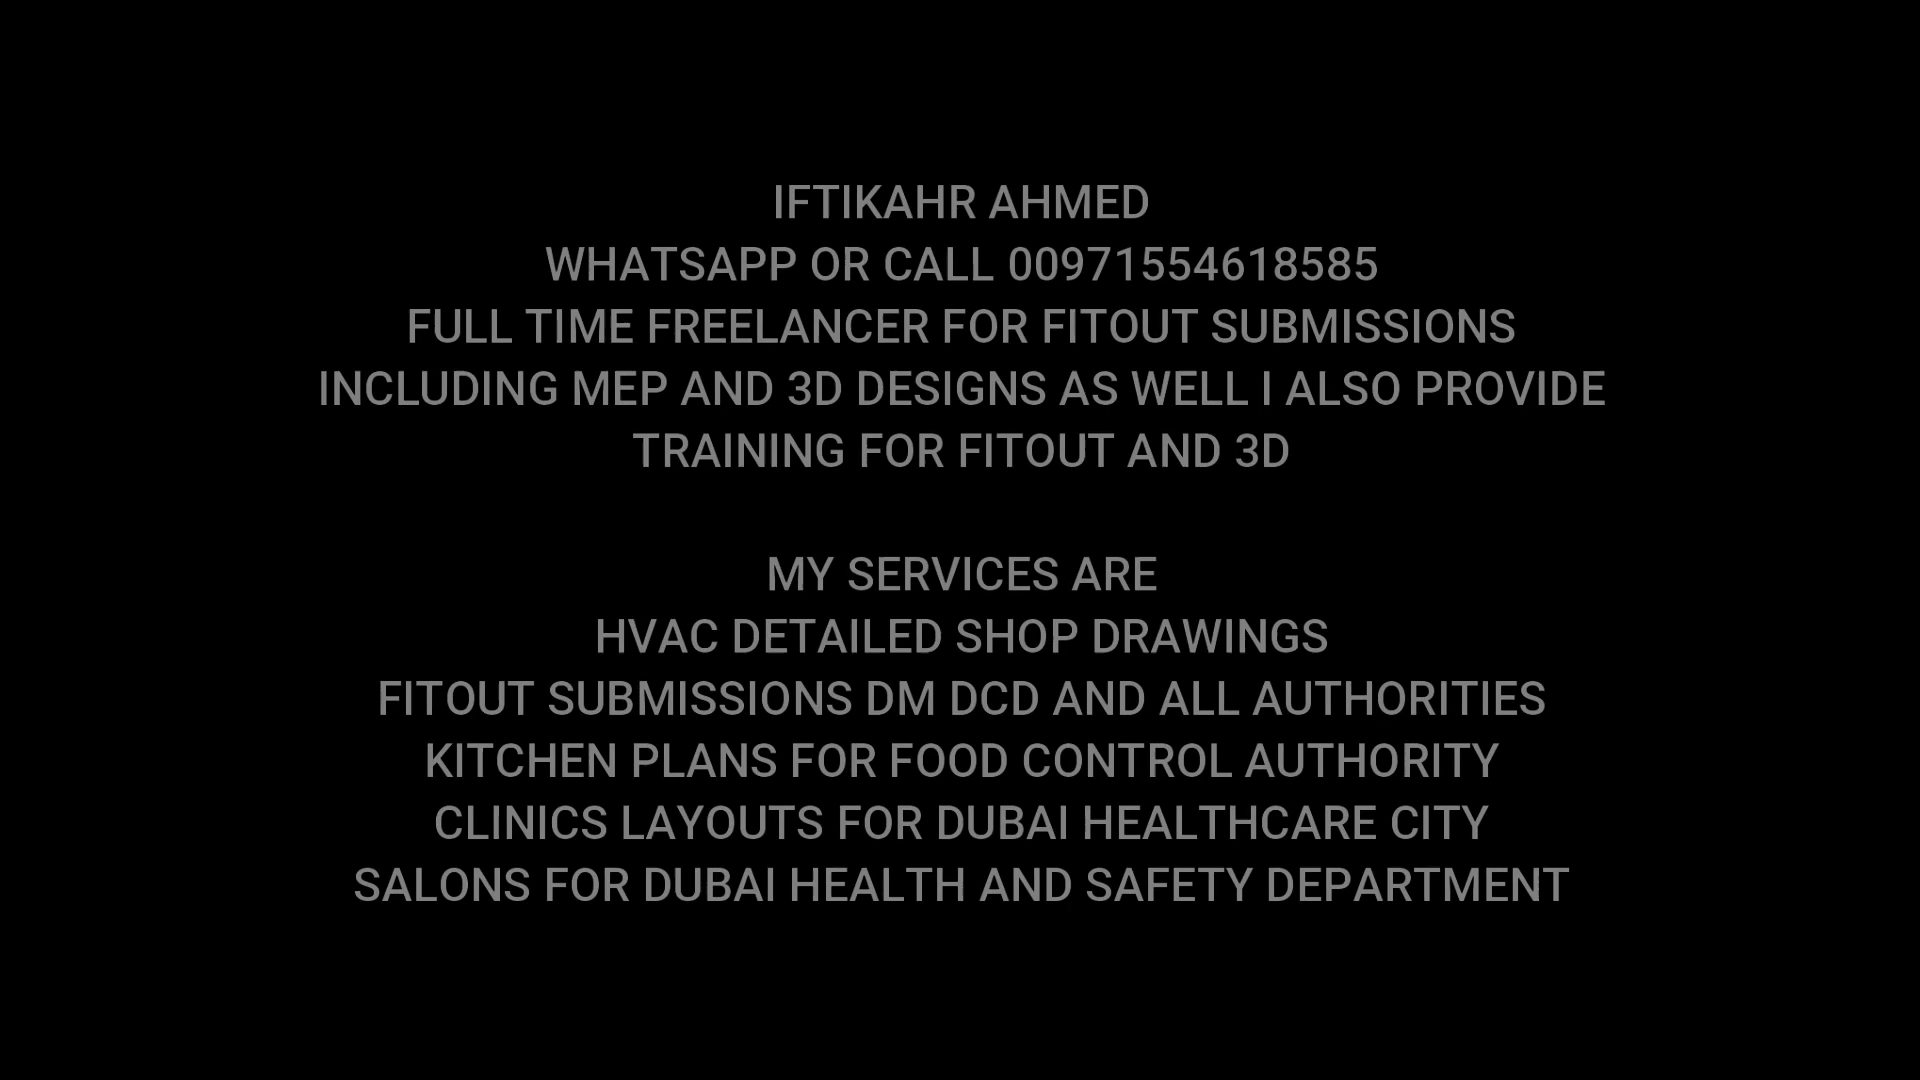 IFTIKAHR AHMED
WHATSAPP OR CALL 00971554618585
FULL TIME FREELANCER FOR FITOUT SUBMISSIONS
INCLUDING MEP AND 3D DESIGNS AS WELL I ALSO PROVIDE
TRAINING FOR FITOUT AND 3D
MY SERVICES ARE
HVAC DETAILED SHOP DRAWINGS
FITOUT SUBMISSIONS DM DCD AND ALL AUTHORITIES
KITCHEN PLANS FOR FOOD CONTROL AUTHORITY
CLINICS LAYOUTS FOR DUBAI HEALTHCARE CITY
SALONS FOR DUBAI HEALTH AND SAFETY DEPARTMENT